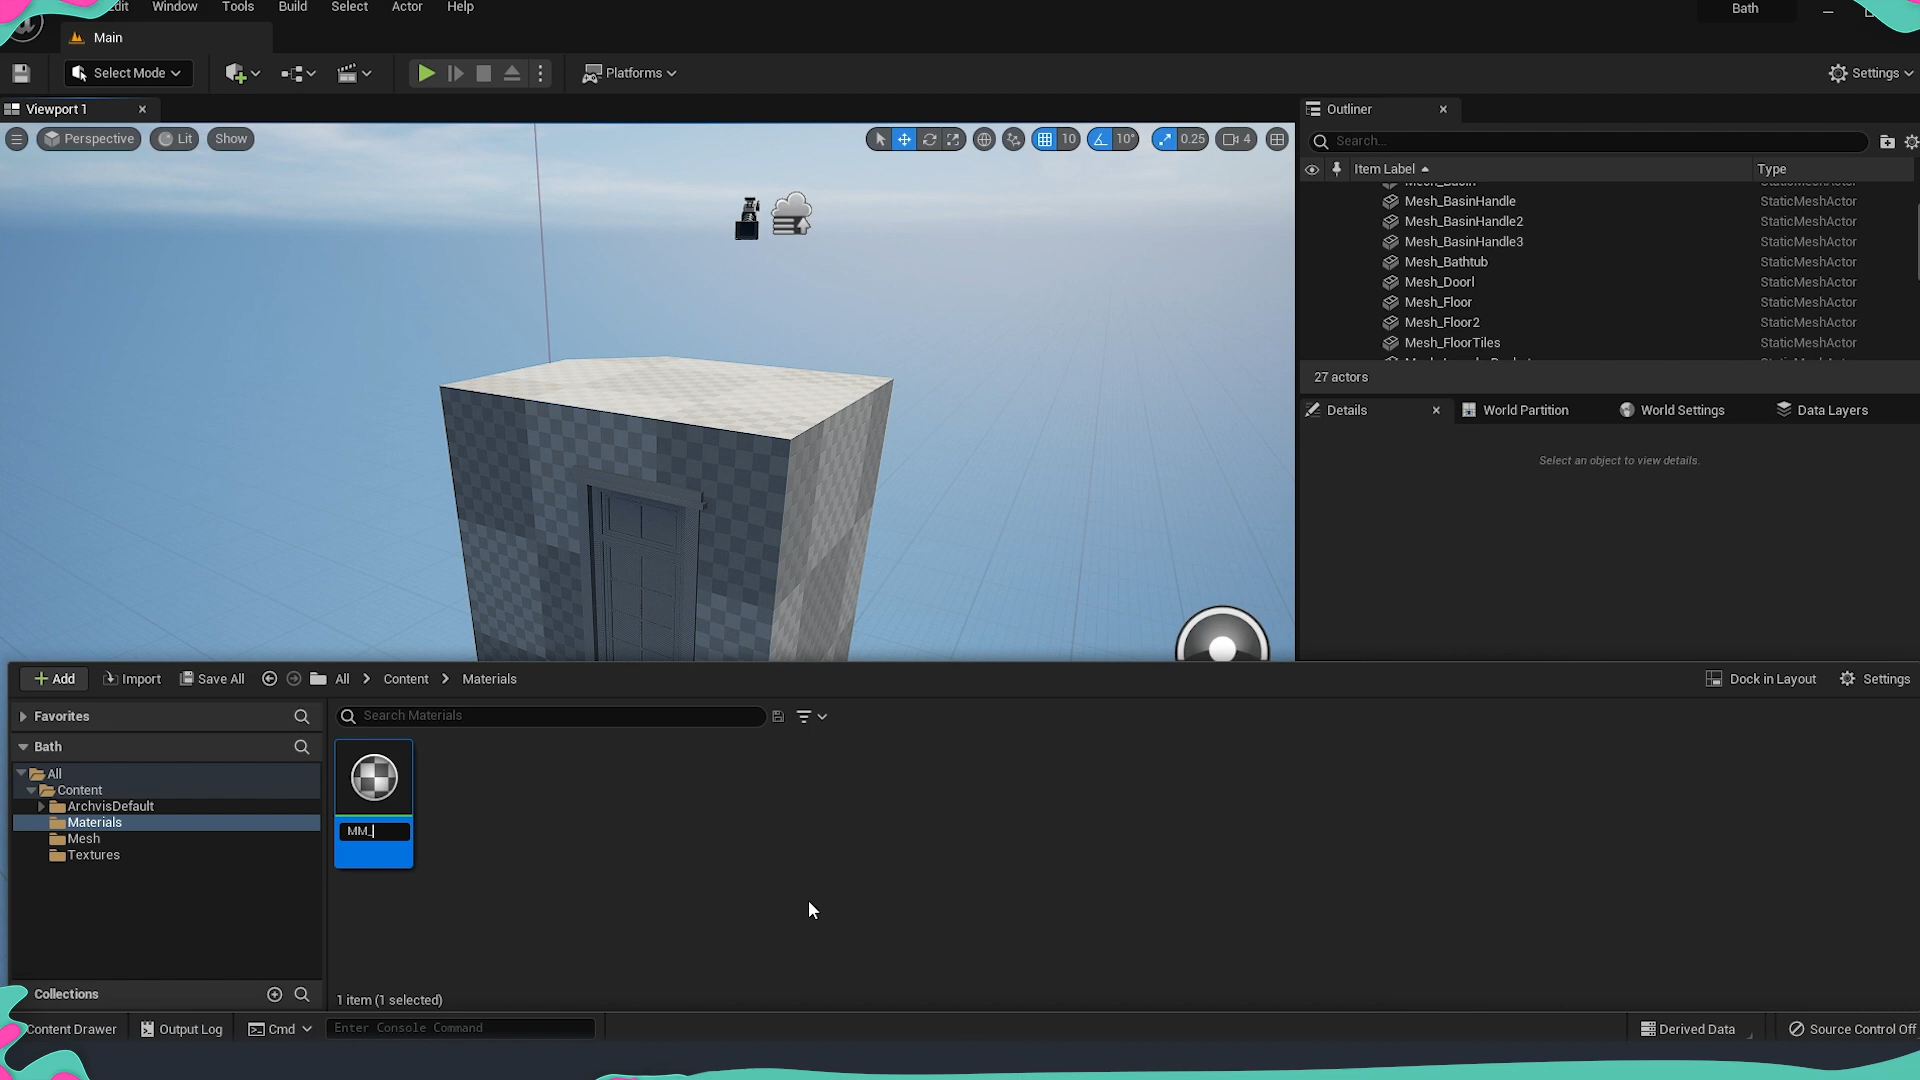 Window Tools Build Select Actor Help
Bath
Main
Select Mode
Platforms
Settings
Viewport 1
Outliner
Perspective
Lit
Show
10
10°
0.25
4
Search...
Item Label
Type
Mesh_BasinHandle StaticMeshActor
Mesh_BasinHandle2 StaticMeshActor
Mesh_BasinHandle3 StaticMeshActor
Mesh_Bathtub StaticMeshActor
Mesh_Doorl StaticMeshActor
Mesh_Floor StaticMeshActor
Mesh_Floor2 StaticMeshActor
Mesh_FloorTiles StaticMeshActor
27 actors
Details
World Partition
World Settings
Data Layers
Select an object to view details.
Add
Import
Save All
All
Content
Materials
Dock in Layout
Settings
Favorites
Search Materials
Bath
All
Content
ArchvisDefault
Materials
Mesh
Textures
MM_
Collections
1 item (1 selected)
Content Drawer
Output Log
Cmd
Enter Console Command
Derived Data
Source Control Off